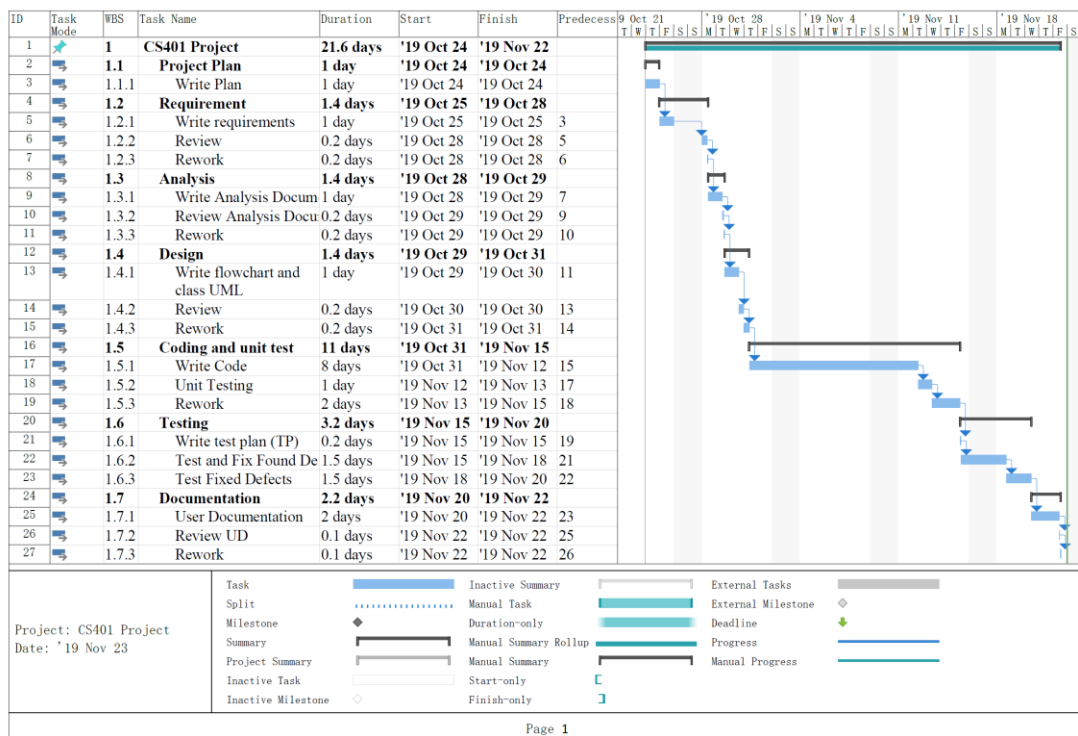 ID Task Mode WBS Task Name Duration Start Finish Predecess 9 Oct 21 '19 Oct 28 '19 Nov 4 '19 Nov 11 '19 Nov 18
T W T F S S M T W T F S S M T W T F S S M T W T F S S M T W T F S
1 1 CS401 Project 21.6 days '19 Oct 24 '19 Nov 22
2 1.1 Project Plan 1 day '19 Oct 24 '19 Oct 24
3 1.1.1 Write Plan 1 day '19 Oct 24 '19 Oct 24
4 1.2 Requirement 1.4 days '19 Oct 25 '19 Oct 28
5 1.2.1 Write requirements 1 day '19 Oct 25 '19 Oct 25 3
6 1.2.2 Review 0.2 days '19 Oct 28 '19 Oct 28 5
7 1.2.3 Rework 0.2 days '19 Oct 28 '19 Oct 28 6
8 1.3 Analysis 1.4 days '19 Oct 28 '19 Oct 29
9 1.3.1 Write Analysis Docum 1 day '19 Oct 28 '19 Oct 29 7
10 1.3.2 Review Analysis Docu 0.2 days '19 Oct 29 '19 Oct 29 9
11 1.3.3 Rework 0.2 days '19 Oct 29 '19 Oct 29 10
12 1.4 Design 1.4 days '19 Oct 29 '19 Oct 31
13 1.4.1 Write flowchart and class UML 1 day '19 Oct 29 '19 Oct 30 11
14 1.4.2 Review 0.2 days '19 Oct 30 '19 Oct 30 13
15 1.4.3 Rework 0.2 days '19 Oct 31 '19 Oct 31 14
16 1.5 Coding and unit test 11 days '19 Oct 31 '19 Nov 15
17 1.5.1 Write Code 8 days '19 Oct 31 '19 Nov 12 15
18 1.5.2 Unit Testing 1 day '19 Nov 12 '19 Nov 13 17
19 1.5.3 Rework 2 days '19 Nov 13 '19 Nov 15 18
20 1.6 Testing 3.2 days '19 Nov 15 '19 Nov 20
21 1.6.1 Write test plan (TP) 0.2 days '19 Nov 15 '19 Nov 15 19
22 1.6.2 Test and Fix Found De 1.5 days '19 Nov 15 '19 Nov 18 21
23 1.6.3 Test Fixed Defects 1.5 days '19 Nov 18 '19 Nov 20 22
24 1.7 Documentation 2.2 days '19 Nov 20 '19 Nov 22
25 1.7.1 User Documentation 2 days '19 Nov 20 '19 Nov 22 23
26 1.7.2 Review UD 0.1 days '19 Nov 22 '19 Nov 22 25
27 1.7.3 Rework 0.1 days '19 Nov 22 '19 Nov 22 26
Project: CS401 Project
Date: '19 Nov 23
Task
Split
Milestone
Summary
Project Summary
Inactive Task
Inactive Milestone
Inactive Summary
Manual Task
Duration-only
Manual Summary Rollup
Manual Summary
Start-only
Finish-only
External Tasks
External Milestone
Deadline
Progress
Manual Progress
Page 1